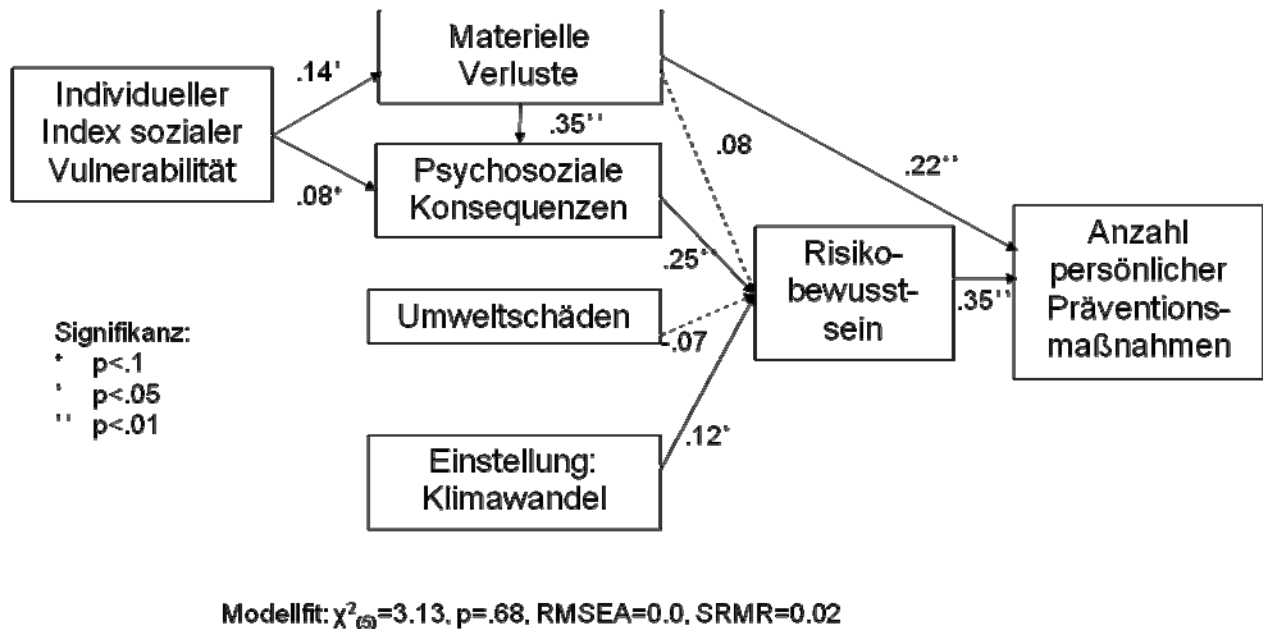 Materielle
Verluste
.14*
Individueller
Index sozialer
Vulnerabilität
.35**
.08
.22**
.08+
Psychosoziale
Konsequenzen
.25**
Risiko-
bewusst-
sein
.35**
Anzahl
persönlicher
Präventions-
maßnahmen
Umweltschäden
-.07
Signifikanz:
+ p<.1
* p<.05
** p<.01
.12*
Einstellung:
Klimawandel
Modellfit: χ²(5)=3.13, p=.68, RMSEA=0.0, SRMR=0.02